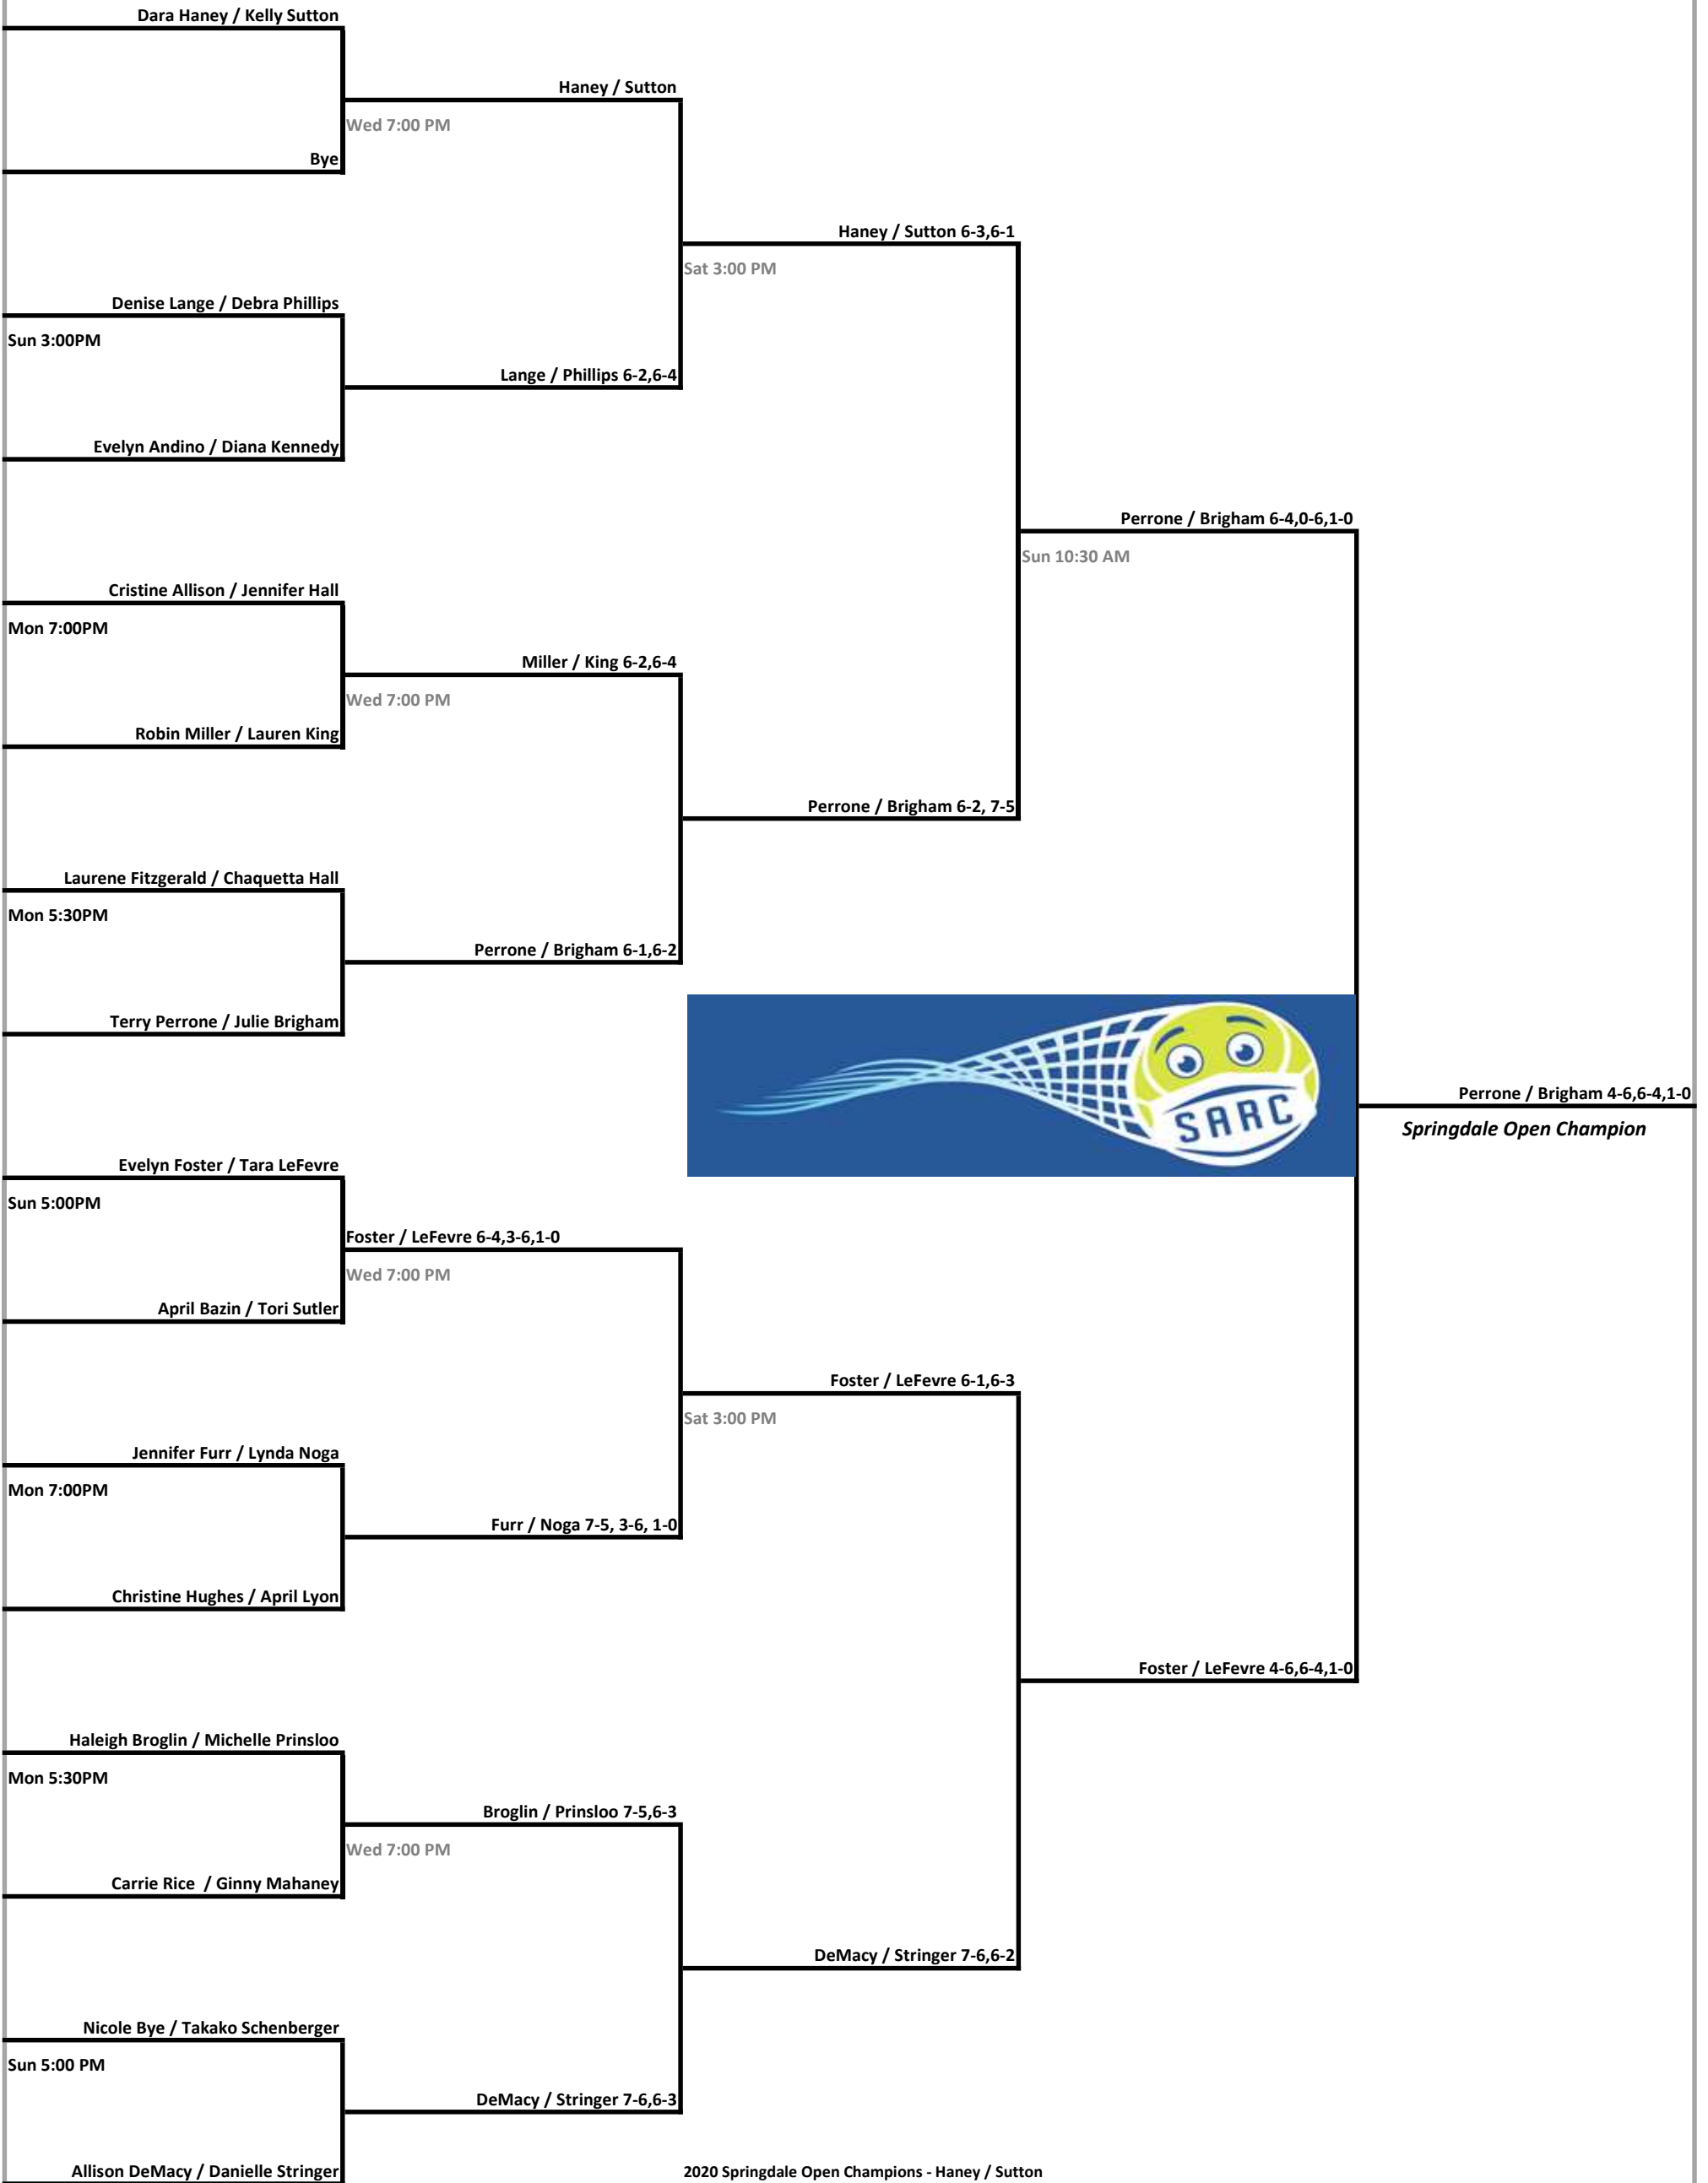 Dara Haney / Kelly Sutton
Haney / Sutton
Wed 7:00 PM
Bye
Haney / Sutton 6-3,6-1
Sat 3:00 PM
Denise Lange / Debra Phillips
Sun 3:00PM
Lange / Phillips 6-2,6-4
Evelyn Andino / Diana Kennedy
Perrone / Brigham 6-4,0-6,1-0
Sun 10:30 AM
Cristine Allison / Jennifer Hall
Mon 7:00PM
Miller / King 6-2,6-4
Wed 7:00 PM
Robin Miller / Lauren King
Perrone / Brigham 6-2, 7-5
Laurene Fitzgerald / Chaquetta Hall
Mon 5:30PM
Perrone / Brigham 6-1,6-2
Terry Perrone / Julie Brigham
SARC
Perrone / Brigham 4-6,6-4,1-0
Springdale Open Champion
Evelyn Foster / Tara LeFevre
Sun 5:00PM
Foster / LeFevre 6-4,3-6,1-0
Wed 7:00 PM
April Bazin / Tori Sutler
Foster / LeFevre 6-1,6-3
Sat 3:00 PM
Jennifer Furr / Lynda Noga
Mon 7:00PM
Furr / Noga 7-5, 3-6, 1-0
Christine Hughes / April Lyon
Foster / LeFevre 4-6,6-4,1-0
Haleigh Broglin / Michelle Prinsloo
Mon 5:30PM
Broglin / Prinsloo 7-5,6-3
Wed 7:00 PM
Carrie Rice  / Ginny Mahaney
DeMacy / Stringer 7-6,6-2
Nicole Bye / Takako Schenberger
Sun 5:00 PM
DeMacy / Stringer 7-6,6-3
Allison DeMacy / Danielle Stringer
2020 Springdale Open Champions - Haney / Sutton